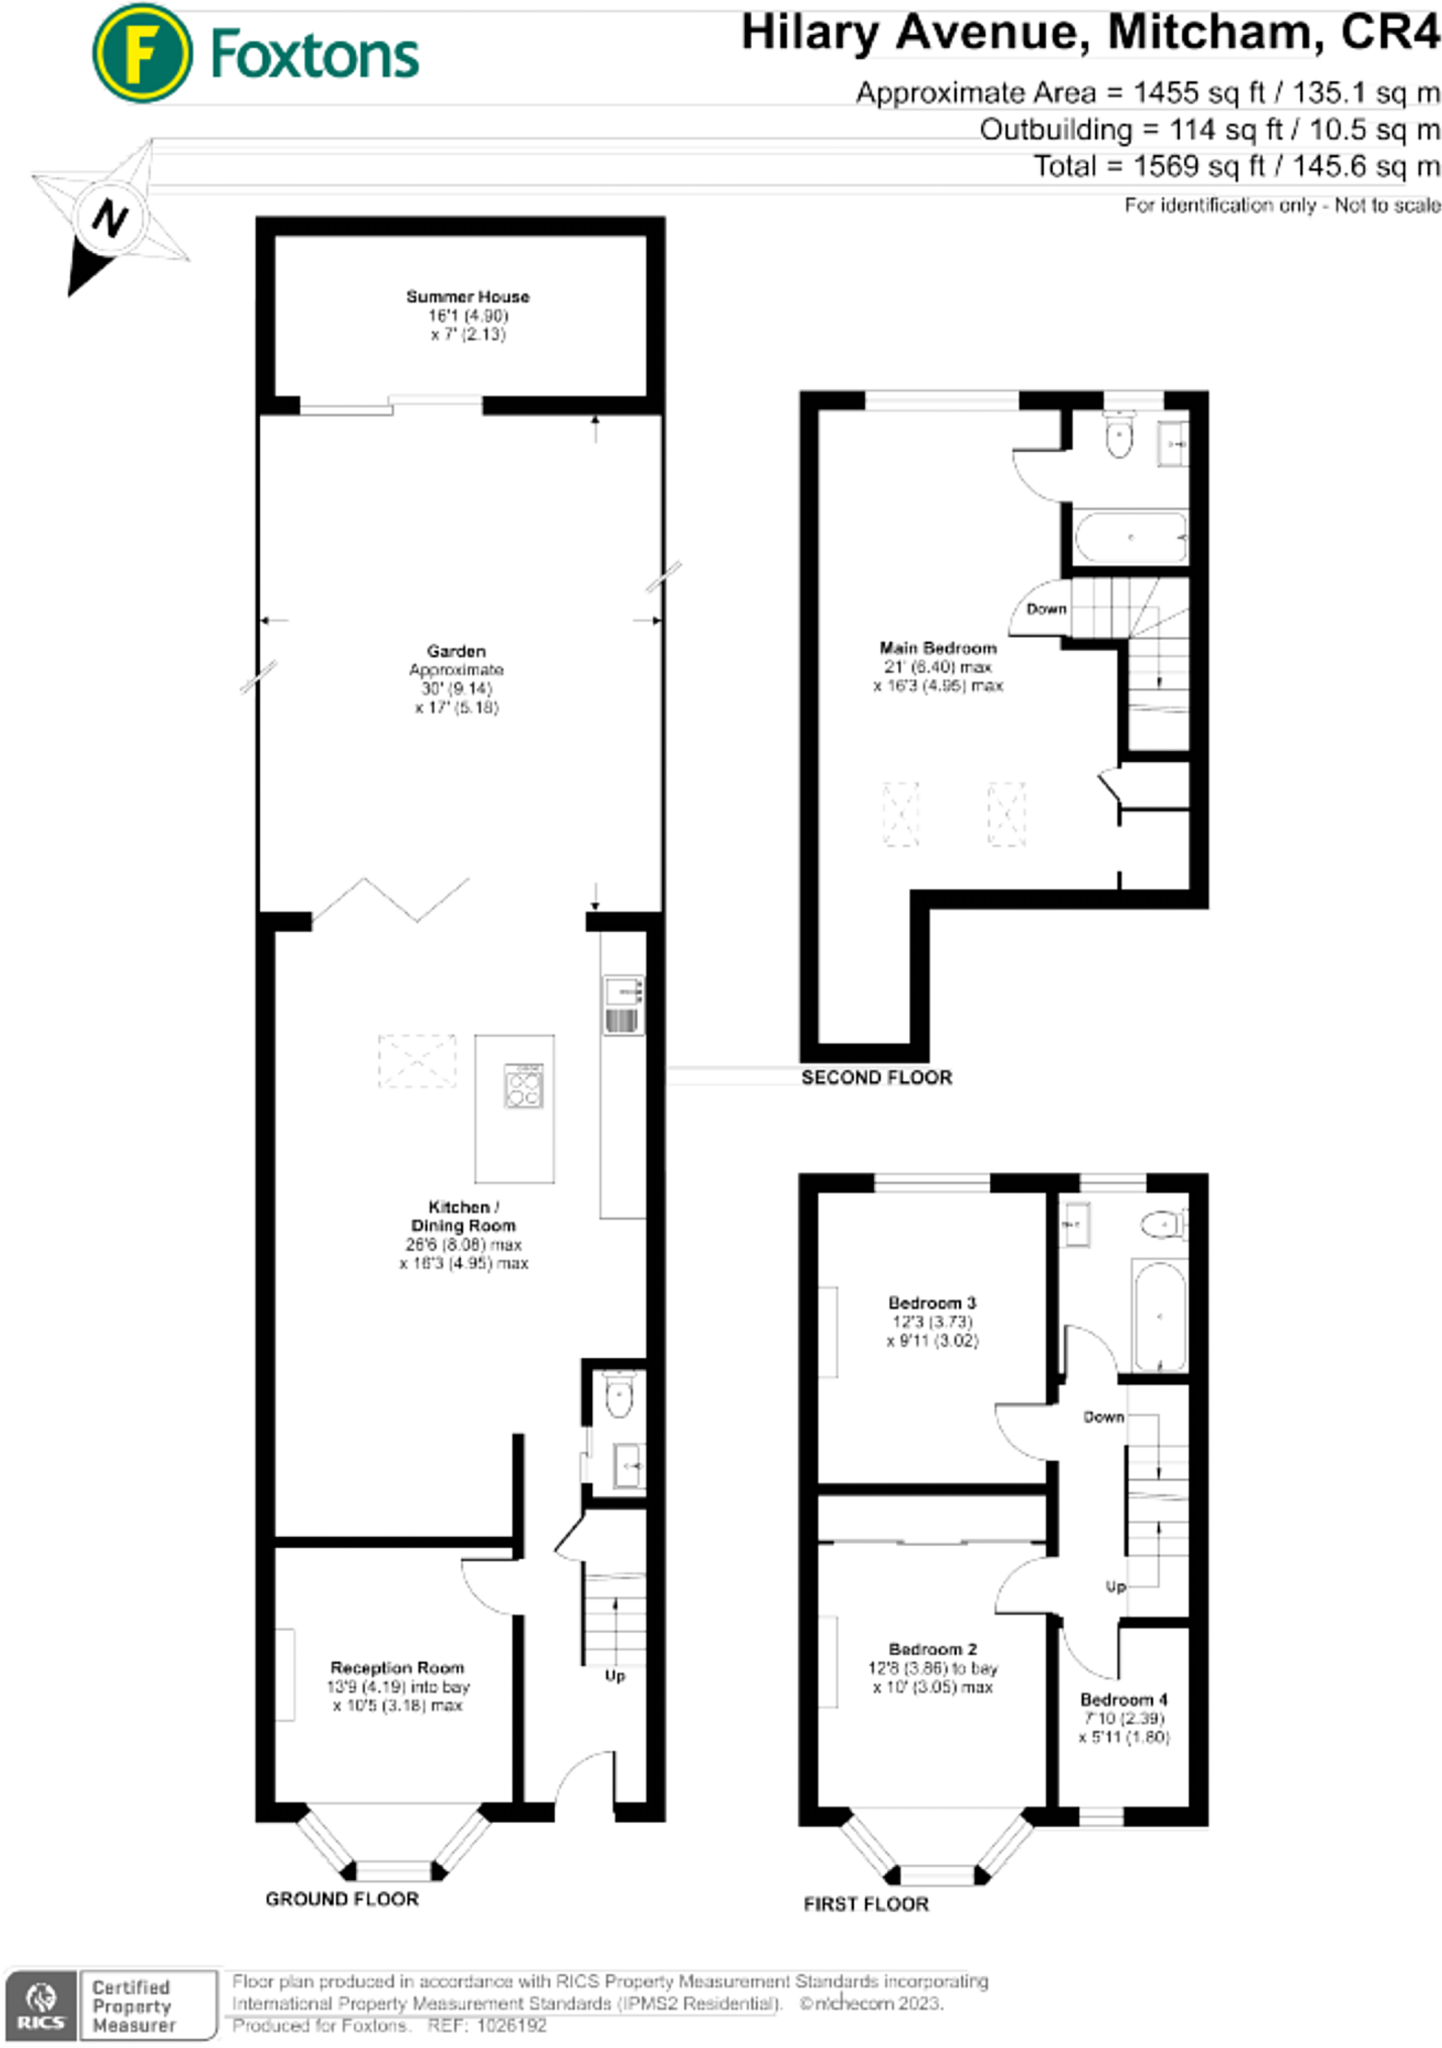 Foxtons
Hilary Avenue, Mitcham, CR4
Approximate Area = 1455 sq ft / 135.1 sq m
Outbuilding = 114 sq ft / 10.5 sq m
Total = 1569 sq ft / 145.6 sq m
For identification only - Not to scale
N
Summer House
16'1 (4.90)
x 7' (2.13)
Garden
Approximate
30' (9.14)
x 17' (5.18)
Kitchen /
Dining Room
26'6 (8.08) max
x 16'3 (4.95) max
Reception Room
13'9 (4.19) into bay
x 10'5 (3.18) max
Up
GROUND FLOOR
Down
Main Bedroom
21' (6.40) max
x 16'3 (4.95) max
SECOND FLOOR
Bedroom 3
12'3 (3.73)
x 9'11 (3.02)
Down
Up
Bedroom 2
12'8 (3.86) to bay
x 10' (3.05) max
Bedroom 4
7'10 (2.39)
x 5'11 (1.80)
FIRST FLOOR
RICS
Certified
Property
Measurer
Floor plan produced in accordance with RICS Property Measurement Standards incorporating
International Property Measurement Standards (IPMS2 Residential). © nichecom 2023.
Produced for Foxtons. REF: 1026192